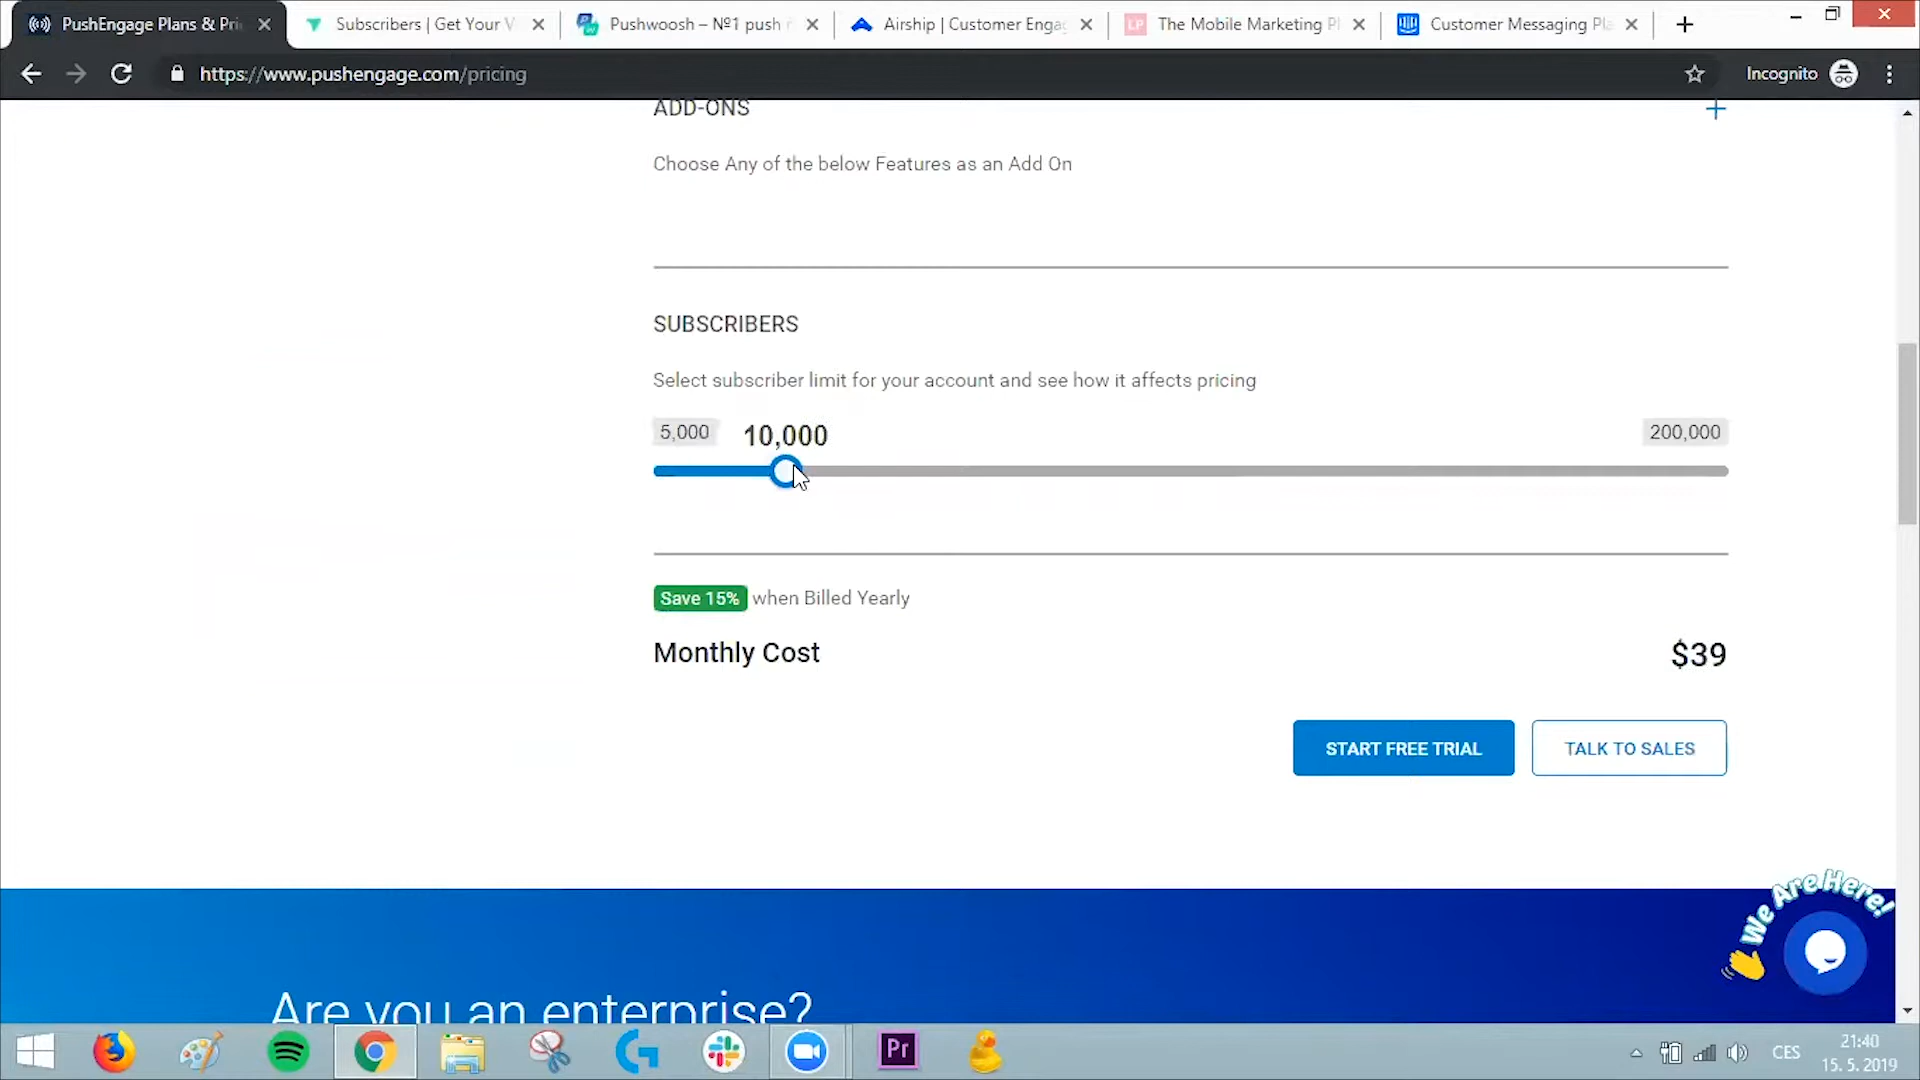 PushEngage Plans & Pri
Subscribers | Get Your V
Pushwoosh – №1 push r
Airship | Customer Engag
LP
The Mobile Marketing Pl
Customer Messaging Pla
https://www.pushengage.com/pricing
Incognito
ADD-ONS
Choose Any of the below Features as an Add On
SUBSCRIBERS
Select subscriber limit for your account and see how it affects pricing
5,000
10,000
200,000
Save 15% when Billed Yearly
Monthly Cost
$39
START FREE TRIAL
TALK TO SALES
We Are Here!
Are you an enterprise?
Pr
CES
21:40
15. 5. 2019